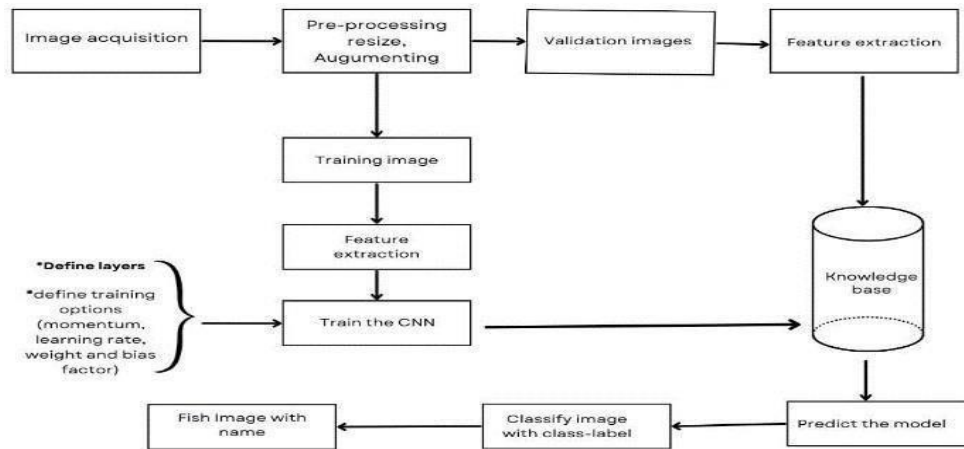 Image acquisition
Pre-processing
resize,
Augumenting
Validation images
Feature extraction
Training image
Feature
extraction
*Define layers
*define training
options
(momentum,
learning rate,
weight and bias
factor)
Train the CNN
Knowledge
base
Fish Image with
name
Classify image
with class-label
Predict the model